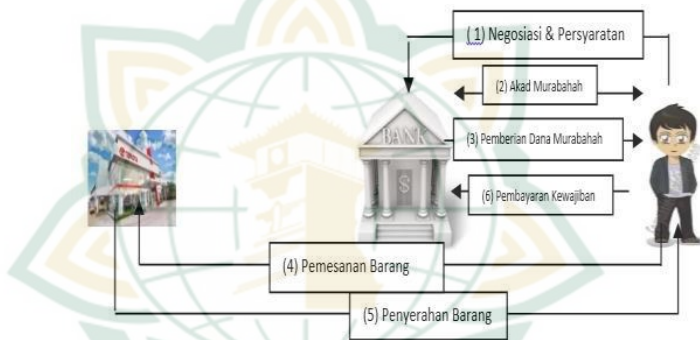 ( 1) Negosiasi & Persyaratan
(2) Akad Murabahah
BANK
(3) Pemberian Dana Murabahah
$
(6) Pembayaran Kewajiban
(4) Pemesanan Barang
(5) Penyerahan Barang